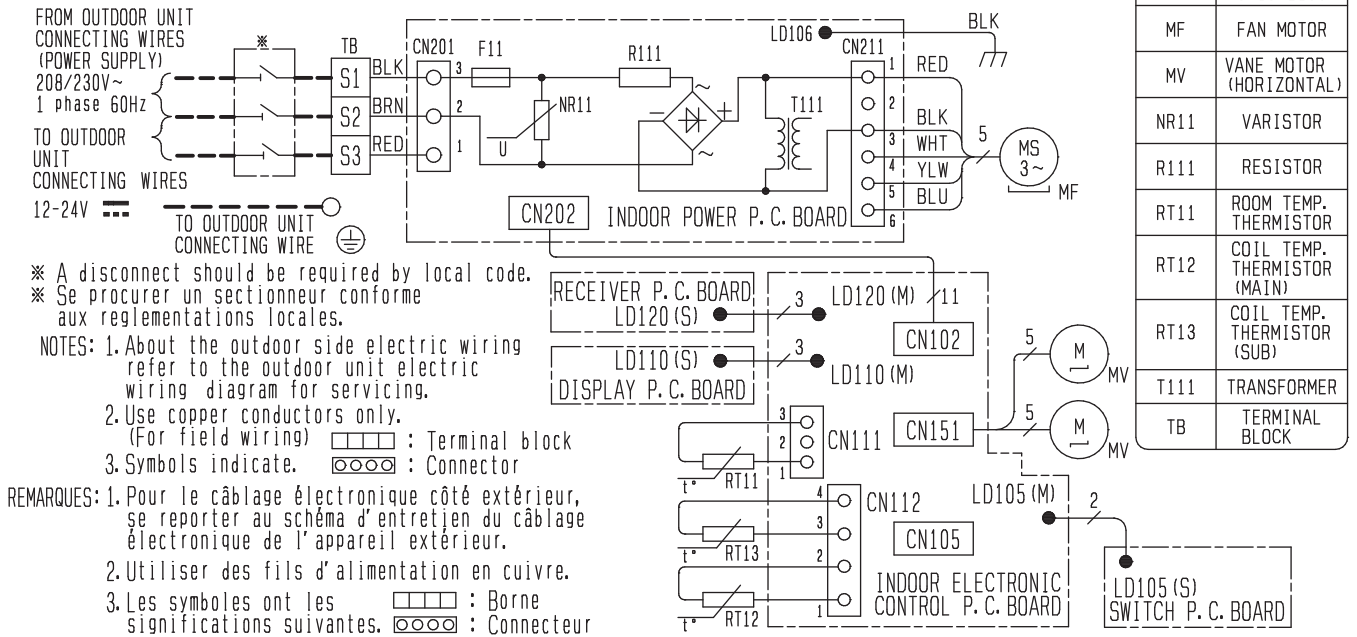 FROM OUTDOOR UNIT
CONNECTING WIRES
(POWER SUPPLY)
208/230V~
1 phase 60Hz
TO OUTDOOR
UNIT
CONNECTING WIRES
12-24V
TO OUTDOOR UNIT
CONNECTING WIRE
※
TB
S1
S2
S3
BLK
BRN
RED
CN201
3
2
1
F11
NR11
U
R111
~
−
+
~
T111
LD106
BLK
CN211
1
2
3
4
5
6
RED
BLK
WHT
YLW
BLU
5
MS
3~
MF
CN202
INDOOR POWER P.C.BOARD
※ A disconnect should be required by local code.
※ Se procurer un sectionneur conforme
aux reglementations locales.
NOTES: 1. About the outdoor side electric wiring
refer to the outdoor unit electric
wiring diagram for servicing.
2. Use copper conductors only.
(For field wiring)
3. Symbols indicate.
: Terminal block
: Connector
REMARQUES: 1. Pour le câblage électronique côté extérieur,
se reporter au schéma d'entretien du câblage
électronique de l'appareil extérieur.
2. Utiliser des fils d'alimentation en cuivre.
3. Les symboles ont les
significations suivantes.
: Borne
: Connecteur
RECEIVER P.C.BOARD
LD120(S)
3
LD120(M)
11
CN102
LD110(S)
DISPLAY P.C.BOARD
3
LD110(M)
CN151
5
M
MV
5
M
MV
3
2
1
CN111
t°
RT11
4
3
2
1
CN112
t°
RT13
t°
RT12
CN105
LD105(M)
2
INDOOR ELECTRONIC
CONTROL P.C.BOARD
LD105(S)
SWITCH P.C.BOARD
MF FAN MOTOR
MV VANE MOTOR
(HORIZONTAL)
NR11 VARISTOR
R111 RESISTOR
RT11 ROOM TEMP.
THERMISTOR
RT12 COIL TEMP.
THERMISTOR
(MAIN)
RT13 COIL TEMP.
THERMISTOR
(SUB)
T111 TRANSFORMER
TB TERMINAL
BLOCK